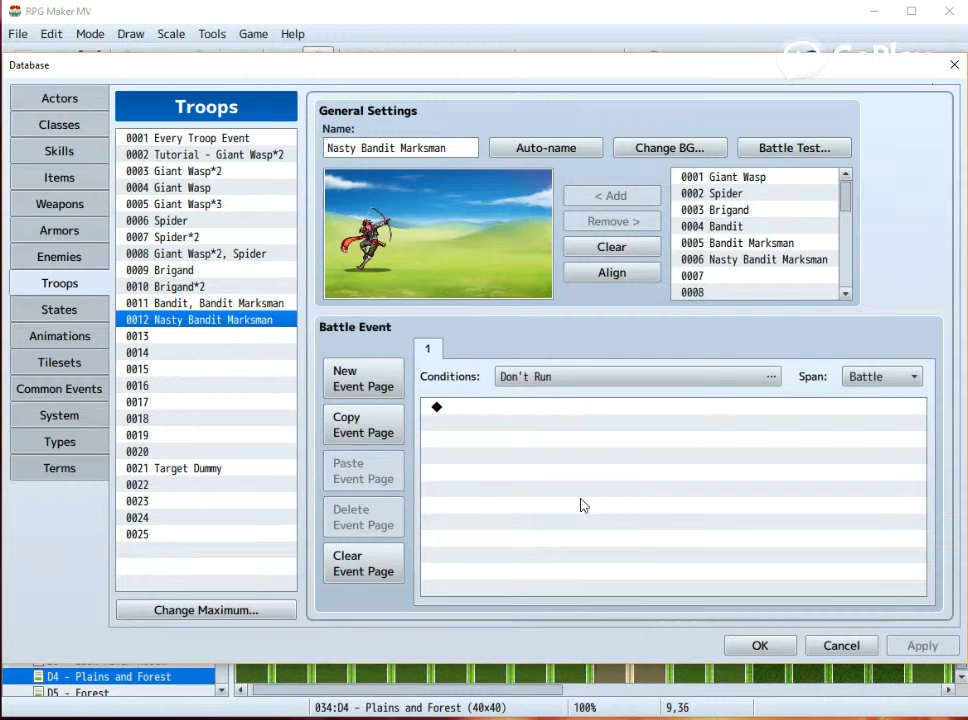 RPG Maker MV
File Edit Mode Draw Scale Tools Game Help
Database
Actors
Classes
Skills
Items
Weapons
Armors
Enemies
Troops
States
Animations
Tilesets
Common Events
System
Types
Terms
Troops
0001 Every Troop Event
0002 Tutorial - Giant Wasp*2
0003 Giant Wasp*2
0004 Giant Wasp
0005 Giant Wasp*3
0006 Spider
0007 Spider*2
0008 Giant Wasp*2, Spider
0009 Brigand
0010 Brigand*2
0011 Bandit, Bandit Marksman
0012 Nasty Bandit Marksman
0013
0014
0015
0016
0017
0018
0019
0020
0021 Target Dummy
0022
0023
0024
0025
Change Maximum...
General Settings
Name:
Nasty Bandit Marksman
Auto-name
Change BG...
Battle Test...
< Add
Remove >
Clear
Align
0001 Giant Wasp
0002 Spider
0003 Brigand
0004 Bandit
0005 Bandit Marksman
0006 Nasty Bandit Marksman
0007
0008
Battle Event
New
Event Page
Copy
Event Page
Paste
Event Page
Delete
Event Page
Clear
Event Page
1
Conditions: Don't Run ... Span: Battle
OK Cancel Apply
D4 - Plains and Forest
D5 - Forest
034:D4 - Plains and Forest (40x40) 100% 9,36